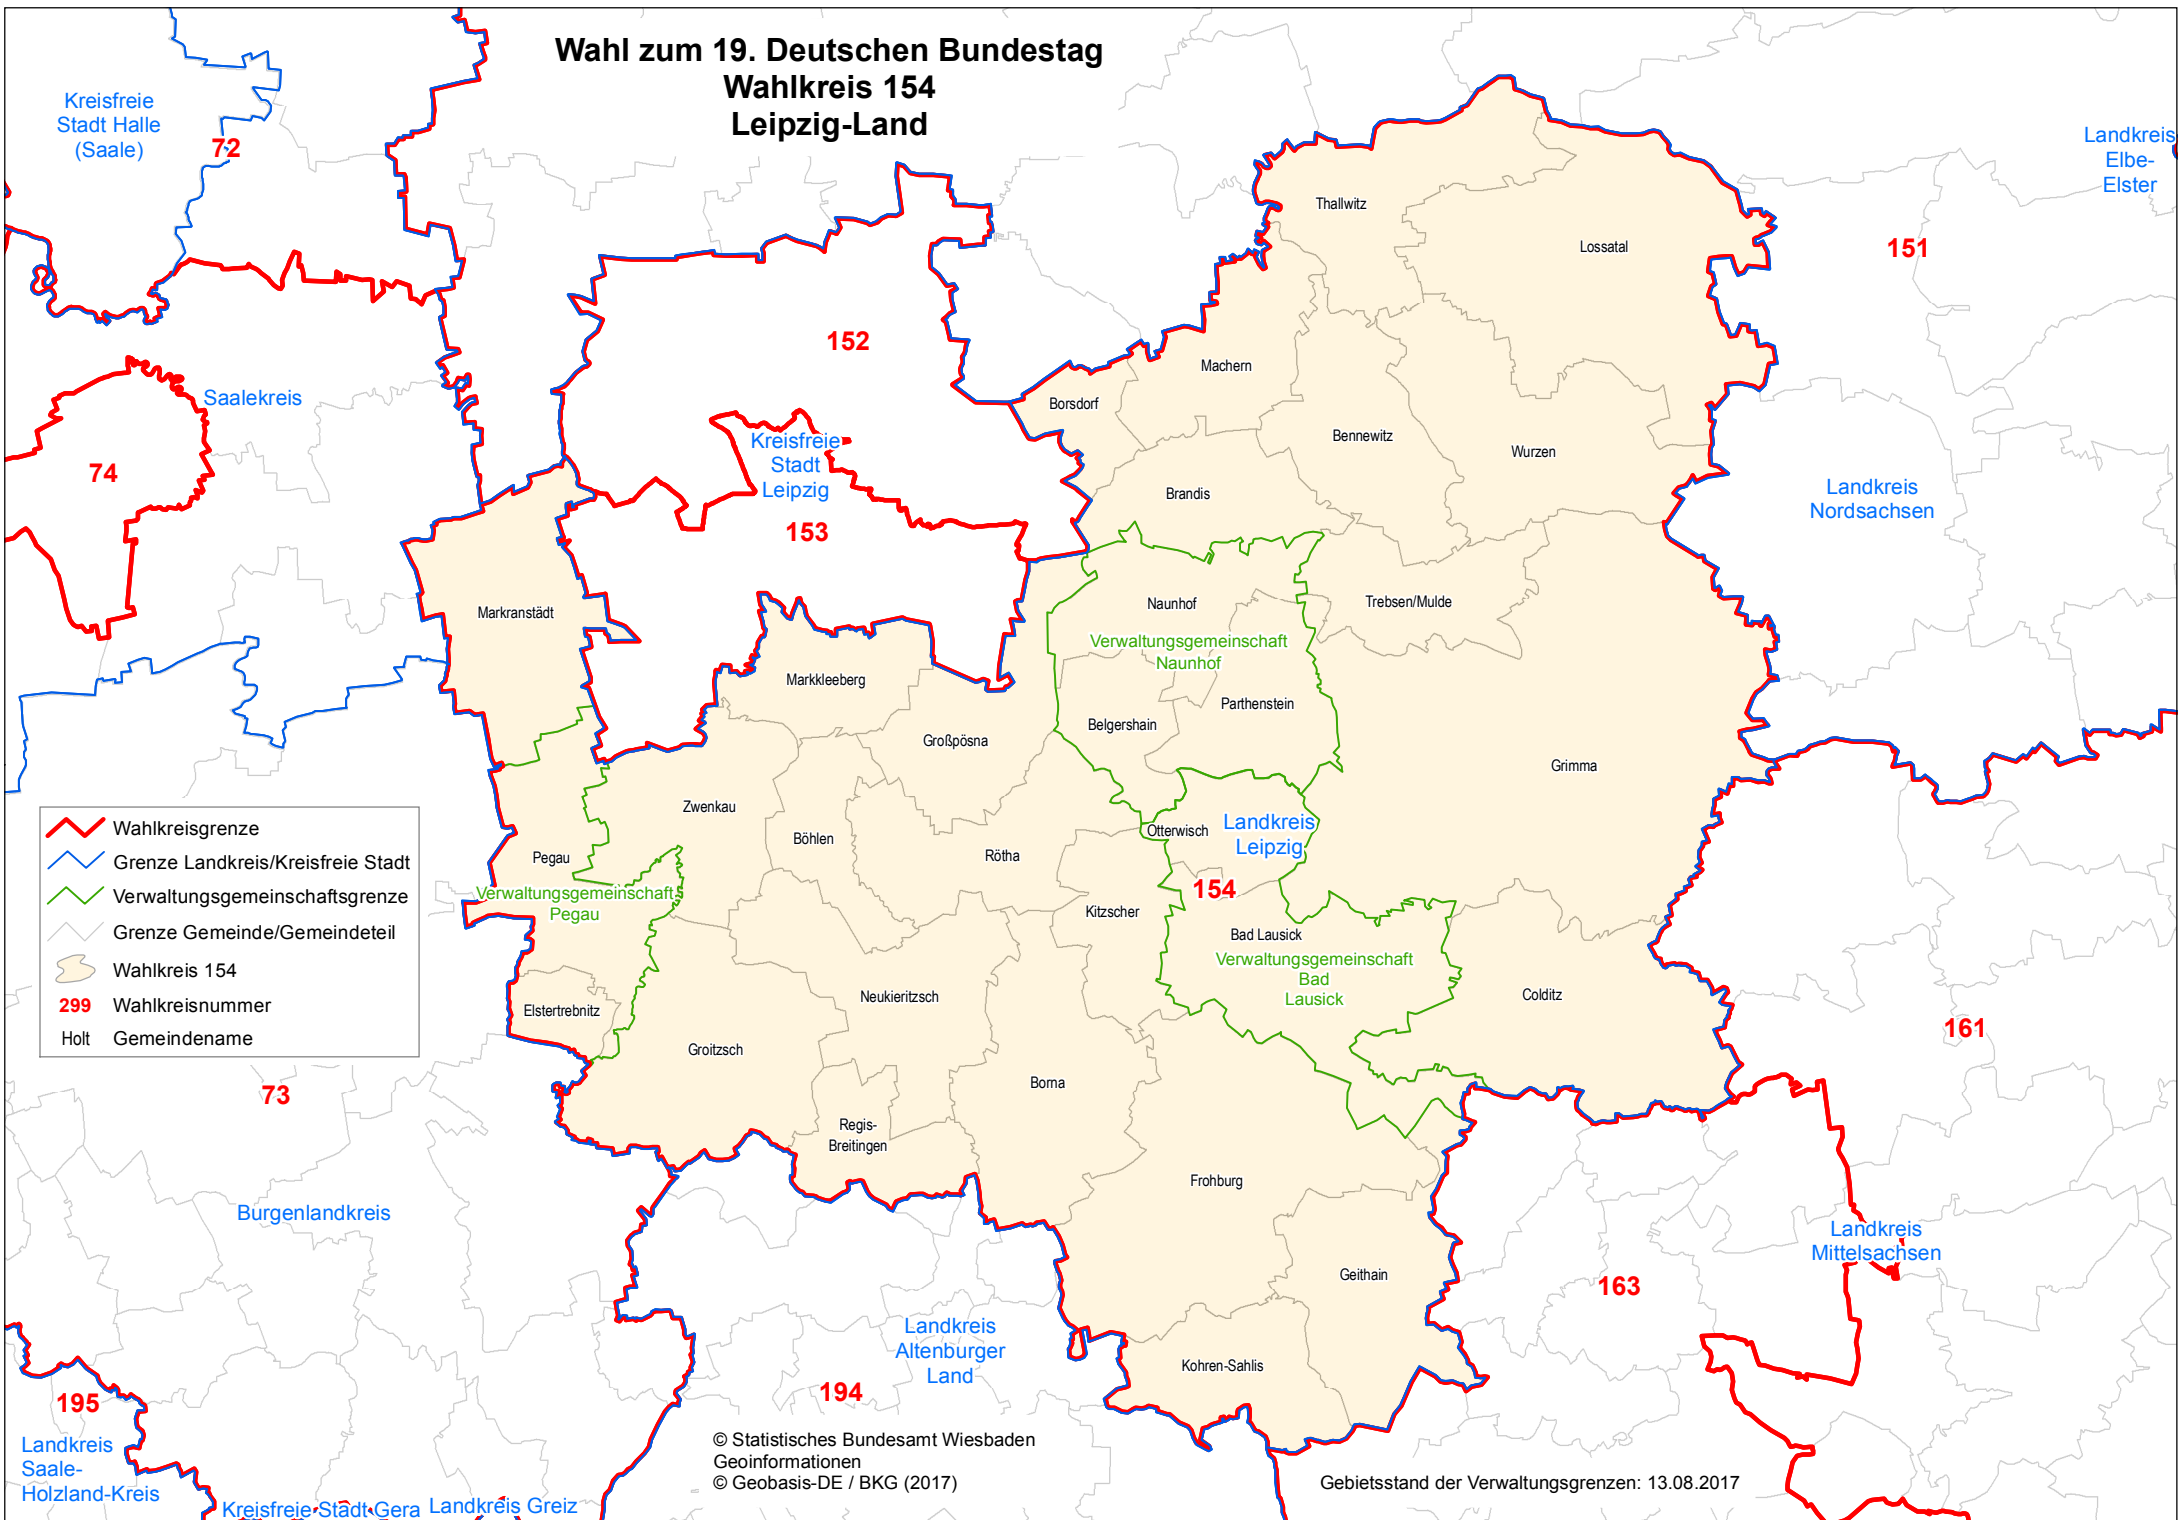 Wahl zum 19. Deutschen Bundestag
Wahlkreis 154
Leipzig-Land
Kreisfreie
Stadt Halle
(Saale)
72
Landkreis
Elbe-
Elster
Thallwitz
Lossatal
151
152
Machern
Saalekreis
Borsdorf
Kreisfreie
Stadt
Leipzig
Bennewitz
Wurzen
74
Brandis
Landkreis
Nordsachsen
153
Markranstädt
Naunhof
Trebsen/Mulde
Verwaltungsgemeinschaft
Naunhof
Markkleeberg
Parthenstein
Belgershain
Großpösna
Grimma
Zwenkau
Böhlen
Otterwisch
Landkreis
Leipzig
Rötha
Pegau
Verwaltungsgemeinschaft
Pegau
154
Kitzscher
Bad Lausick
Verwaltungsgemeinschaft
Bad
Lausick
Colditz
Neukieritzsch
Elstertrebnitz
Groitzsch
Borna
161
Wahlkreisgrenze
Grenze Landkreis/Kreisfreie Stadt
Verwaltungsgemeinschaftsgrenze
Grenze Gemeinde/Gemeindeteil
Wahlkreis 154
299 Wahlkreisnummer
Holt Gemeindename
73
Regis-
Breitingen
Frohburg
Burgenlandkreis
Landkreis
Mittelsachsen
Geithain
163
Landkreis
Altenburger
Land
Kohren-Sahlis
194
195
Landkreis
Saale-
Holzland-Kreis
Kreisfreie Stadt Gera
Landkreis Greiz
© Statistisches Bundesamt Wiesbaden
Geoinformationen
© Geobasis-DE / BKG (2017)
Gebietsstand der Verwaltungsgrenzen: 13.08.2017